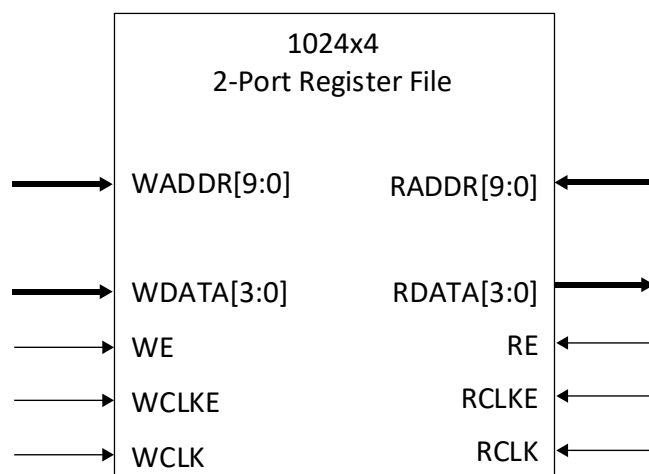 1024x4
2-Port Register File
WADDR[9:0]
RADDR[9:0]
WDATA[3:0]
RDATA[3:0]
WE
RE
WCLKE
RCLKE
WCLK
RCLK